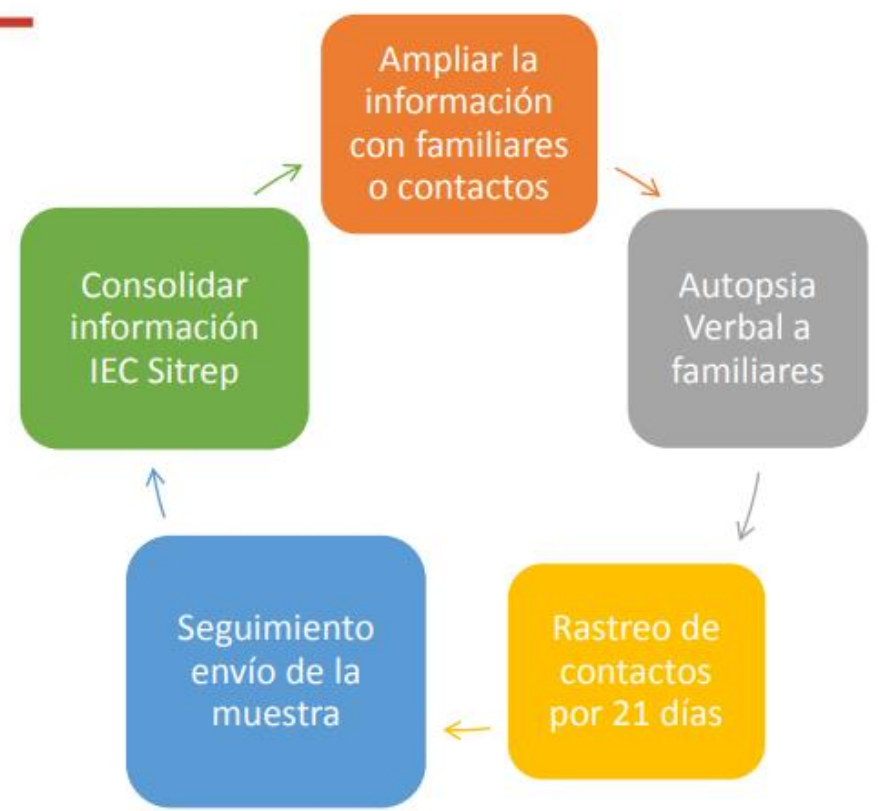 Ampliar la
información
con familiares
o contactos
Autopsia
Verbal a
familiares
Rastreo de
contactos
por 21 días
Seguimiento
envío de la
muestra
Consolidar
información
IEC Sitrep